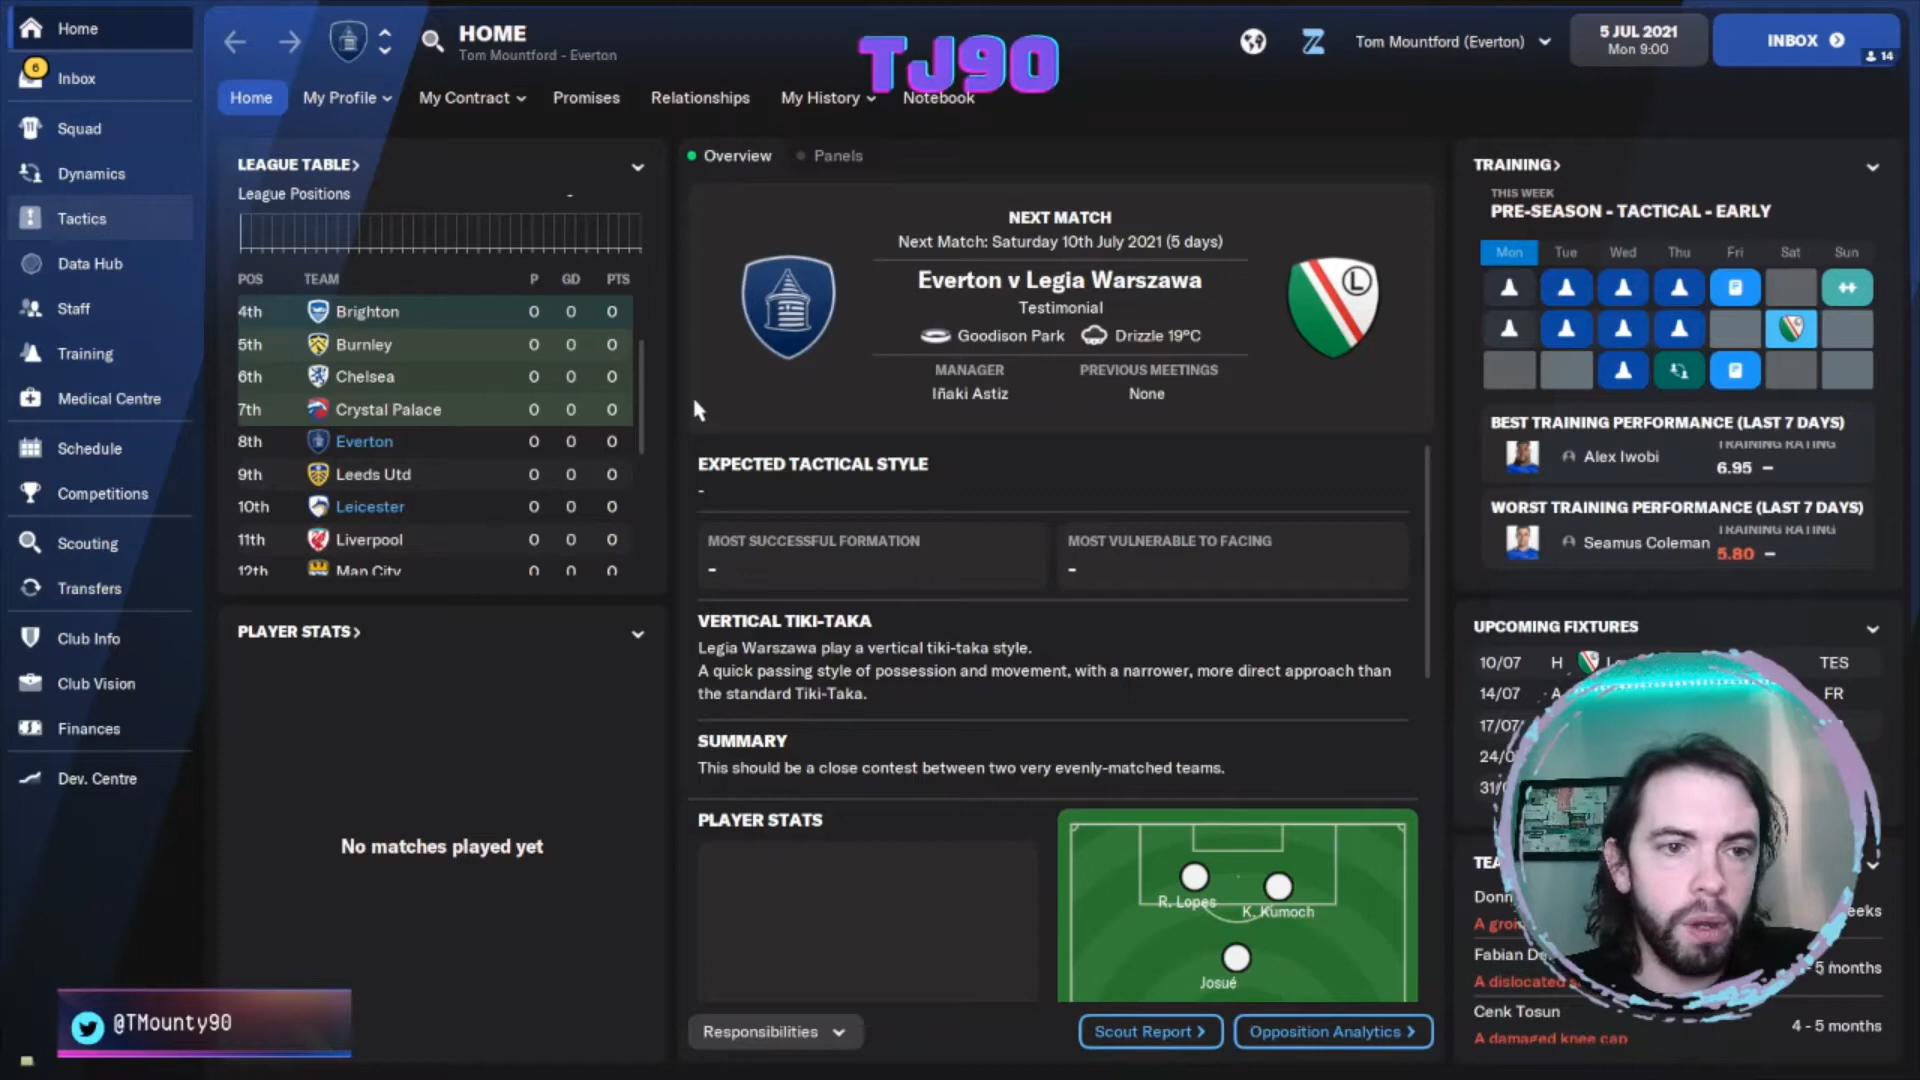 Home
Inbox
6
Squad
Dynamics
Tactics
Data Hub
Staff
Training
Medical Centre
Schedule
Competitions
Scouting
Transfers
Club Info
Club Vision
Finances
Dev. Centre
@TMounty90
HOME
Tom Mountford - Everton
TJ90
Tom Mountford (Everton)
5 JUL 2021
Mon 9:00
INBOX
14
Home My Profile My Contract Promises Relationships My History Notebook
LEAGUE TABLE>
League Positions -
POS TEAM P GD PTS
4th Brighton 0 0 0
5th Burnley 0 0 0
6th Chelsea 0 0 0
7th Crystal Palace 0 0 0
8th Everton 0 0 0
9th Leeds Utd 0 0 0
10th Leicester 0 0 0
11th Liverpool 0 0 0
12th Man City 0 0 0
PLAYER STATS>
No matches played yet
Overview Panels
NEXT MATCH
Next Match: Saturday 10th July 2021 (5 days)
Everton v Legia Warszawa
Testimonial
Goodison Park Drizzle 19°C
MANAGER PREVIOUS MEETINGS
Iñaki Astiz None
EXPECTED TACTICAL STYLE
-
MOST SUCCESSFUL FORMATION MOST VULNERABLE TO FACING
- -
VERTICAL TIKI-TAKA
Legia Warszawa play a vertical tiki-taka style.
A quick passing style of possession and movement, with a narrower, more direct approach than
the standard Tiki-Taka.
SUMMARY
This should be a close contest between two very evenly-matched teams.
PLAYER STATS
R. Lopes
K. Kumoch
Josué
Responsibilities Scout Report > Opposition Analytics >
TRAINING>
THIS WEEK
PRE-SEASON - TACTICAL - EARLY
Mon Tue Wed Thu Fri Sat Sun
BEST TRAINING PERFORMANCE (LAST 7 DAYS)
TRAINING RATING
Alex Iwobi 6.95 -
WORST TRAINING PERFORMANCE (LAST 7 DAYS)
TRAINING RATING
Seamus Coleman 5.80 -
UPCOMING FIXTURES
10/07 H TES
14/07 A FR
17/07
Fabian
5 months
A dislocated
Cenk Tosun
4 - 5 months
A damaged knee cap